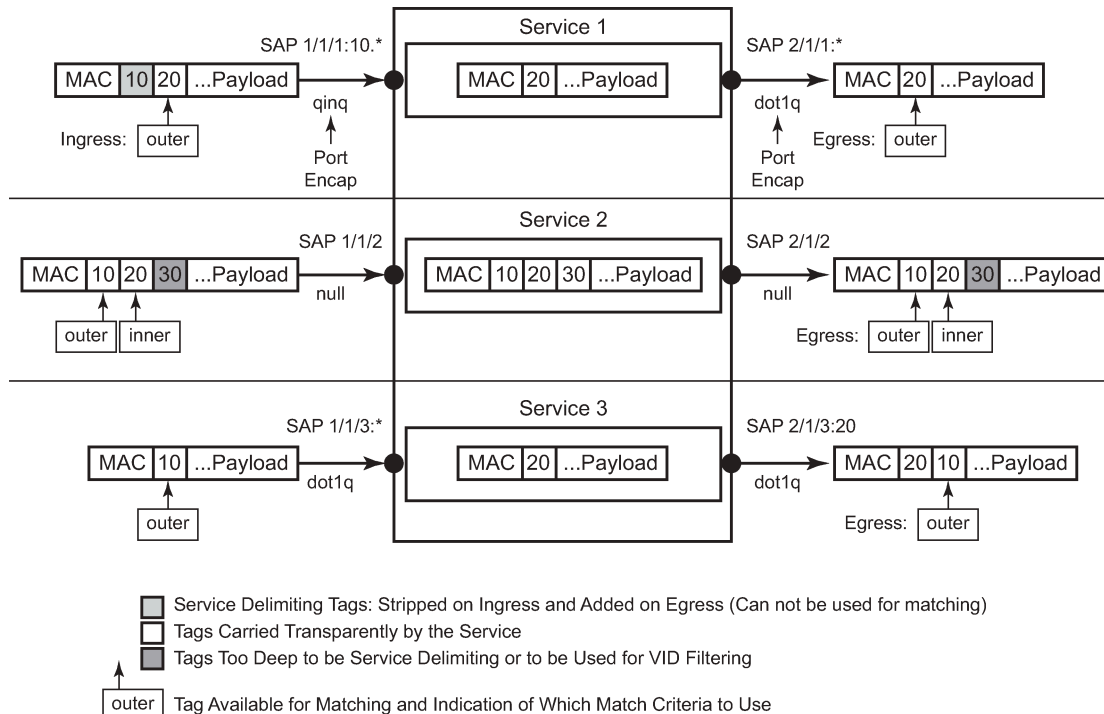 Service 1
SAP 1/1/1:10.*
SAP 2/1/1:*
MAC 10 20 ...Payload
MAC 20 ...Payload
MAC 20 ...Payload
qinq
dot1q
Ingress: outer
Egress: outer
Port
Encap
Port
Encap
Service 2
SAP 1/1/2
SAP 2/1/2
MAC 10 20 30 ...Payload
MAC 10 20 30 ...Payload
MAC 10 20 30 ...Payload
null
null
outer inner
Egress: outer inner
Service 3
SAP 1/1/3:*
SAP 2/1/3:20
MAC 10 ...Payload
MAC 20 ...Payload
MAC 20 10 ...Payload
dot1q
dot1q
outer
Egress: outer
Service Delimiting Tags: Stripped on Ingress and Added on Egress (Can not be used for matching)
Tags Carried Transparently by the Service
Tags Too Deep to be Service Delimiting or to be Used for VID Filtering
outer Tag Available for Matching and Indication of Which Match Criteria to Use